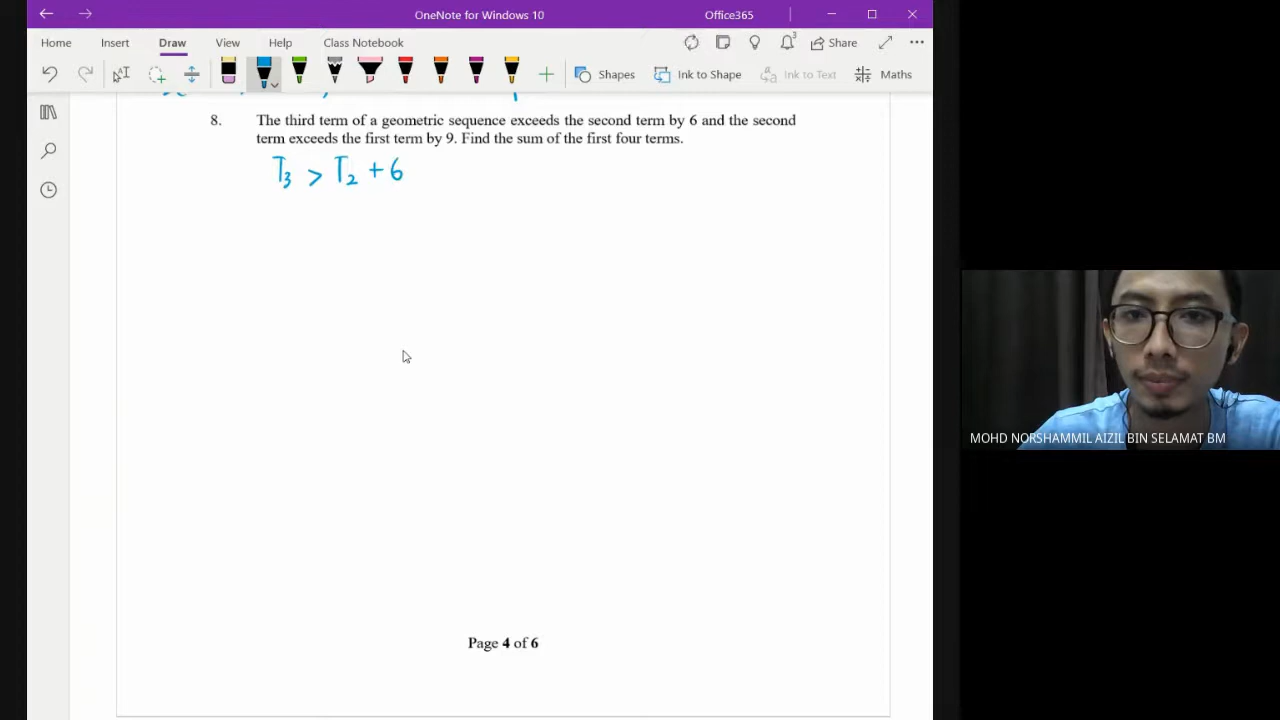 OneNote for Windows 10
Office365
Home Insert Draw View Help Class Notebook
3
Share
Shapes Ink to Shape Ink to Text Maths
8. The third term of a geometric sequence exceeds the second term by 6 and the second
term exceeds the first term by 9. Find the sum of the first four terms.
T3 > T2 + 6
MOHD NORSHAMMIL AIZIL BIN SELAMAT BM
Page 4 of 6